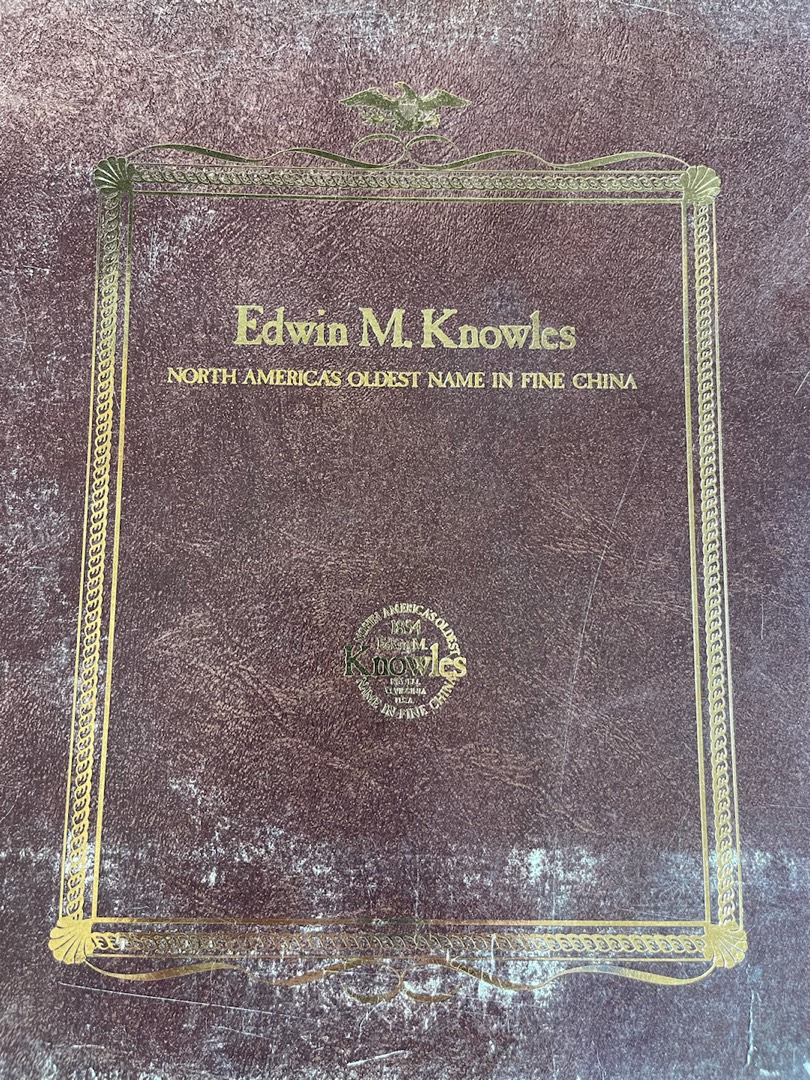 Edwin M. Knowles
NORTH AMERICA'S OLDEST NAME IN FINE CHINA
NORTH AMERICA'S OLDEST
1854
Edwin M.
Knowles
NAME IN FINE CHINA